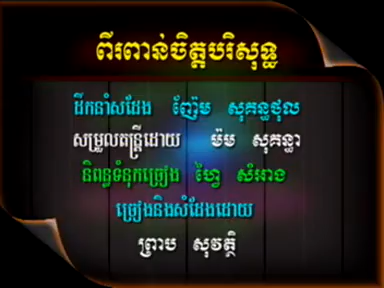 ពីរពាន់ចិត្តបរិសុទ្ធ
ដឹកនាំសដែង ញ៉ែម សុគន្ធថុល
សម្រួលតន្ត្រីដោយ ម៉ម សុគន្ធា
និពន្ធទំនុកច្រៀង ហ្វៃ សំអាង
ច្រៀងនិងសំដែងដោយ
ព្រាប សុវត្ថិ